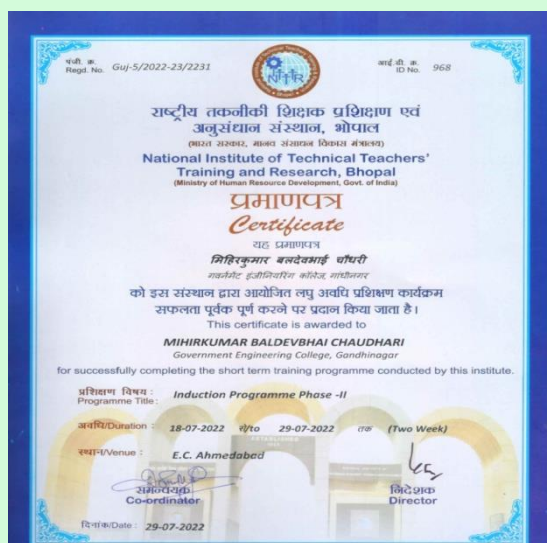 पंजी. क्र.
Regd. No. Guj-5/2022-23/2231
आई.डी. क्र.
ID No. 968
NITTTR
राष्ट्रीय तकनीकी शिक्षक प्रशिक्षण एवं
अनुसंधान संस्थान, भोपाल
(भारत सरकार, मानव संसाधन विकास मंत्रालय)
National Institute of Technical Teachers'
Training and Research, Bhopal
(Ministry of Human Resource Development, Govt. of India)
प्रमाणपत्र
Certificate
यह प्रमाणपत्र
मिहिरकुमार बलदेवभाई चौधरी
गवर्नमेंट इंजीनियरिंग कॉलेज, गांधीनगर
को इस संस्थान द्वारा आयोजित लघु अवधि प्रशिक्षण कार्यक्रम
सफलता पूर्वक पूर्ण करने पर प्रदान किया जाता है।
This certificate is awarded to
MIHIRKUMAR BALDEVBHAI CHAUDHARI
Government Engineering College, Gandhinagar
for successfully completing the short term training programme conducted by this institute.
प्रशिक्षण विषय :
Programme Title : Induction Programme Phase -II
अवधि/Duration : 18-07-2022 से/to 29-07-2022 तक (Two Week)
ESTABLISHED
स्थान/Venue : E.C. Ahmedabad
समन्वयक
Co-ordinator
निदेशक
Director
दिनांक/Date : 29-07-2022